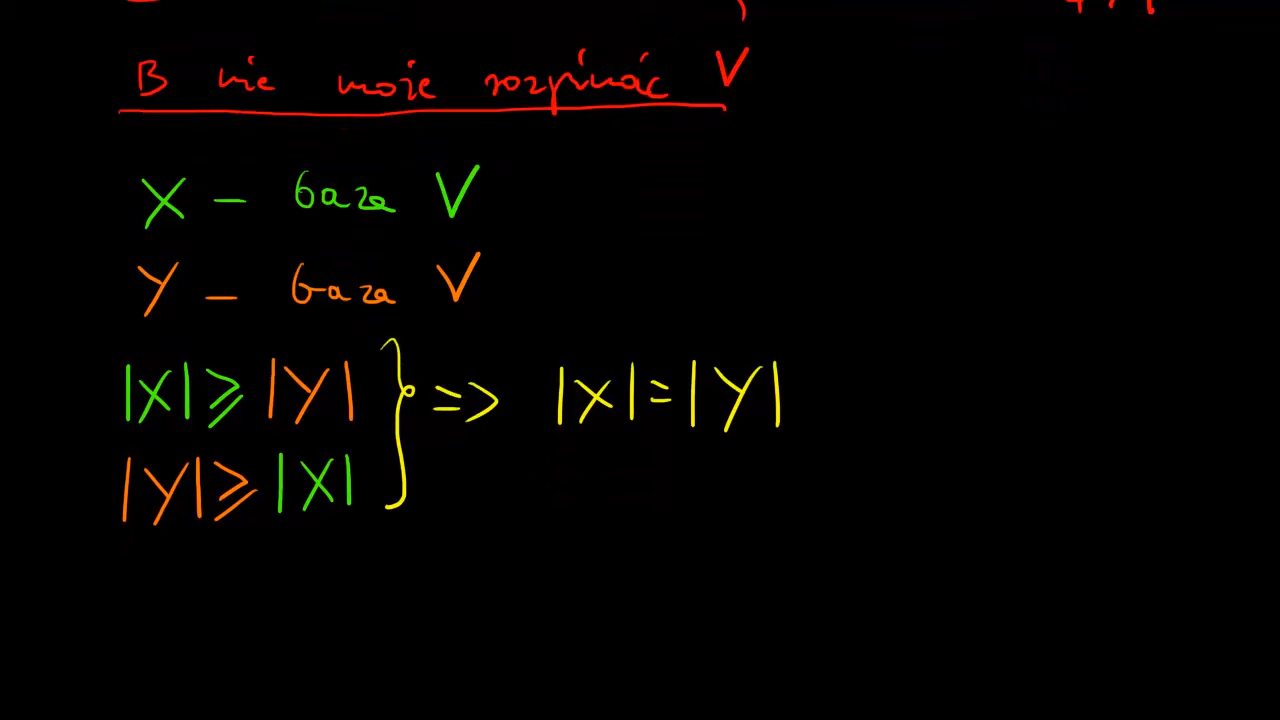 B nie może rozpinać V
X – baza V
Y – baza V
|X| ⩾ |Y| } => |X| = |Y|
|Y| ⩾ |X|